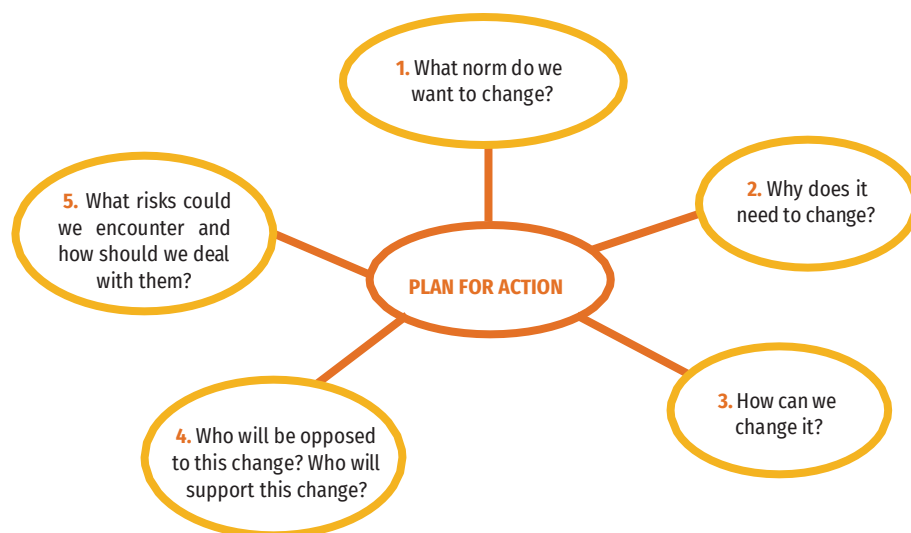 1. What norm do we
want to change?
2. Why does it
need to change?
3. How can we
change it?
4. Who will be opposed
to this change? Who will
support this change?
5. What risks could
we encounter and
how should we deal
with them?
PLAN FOR ACTION